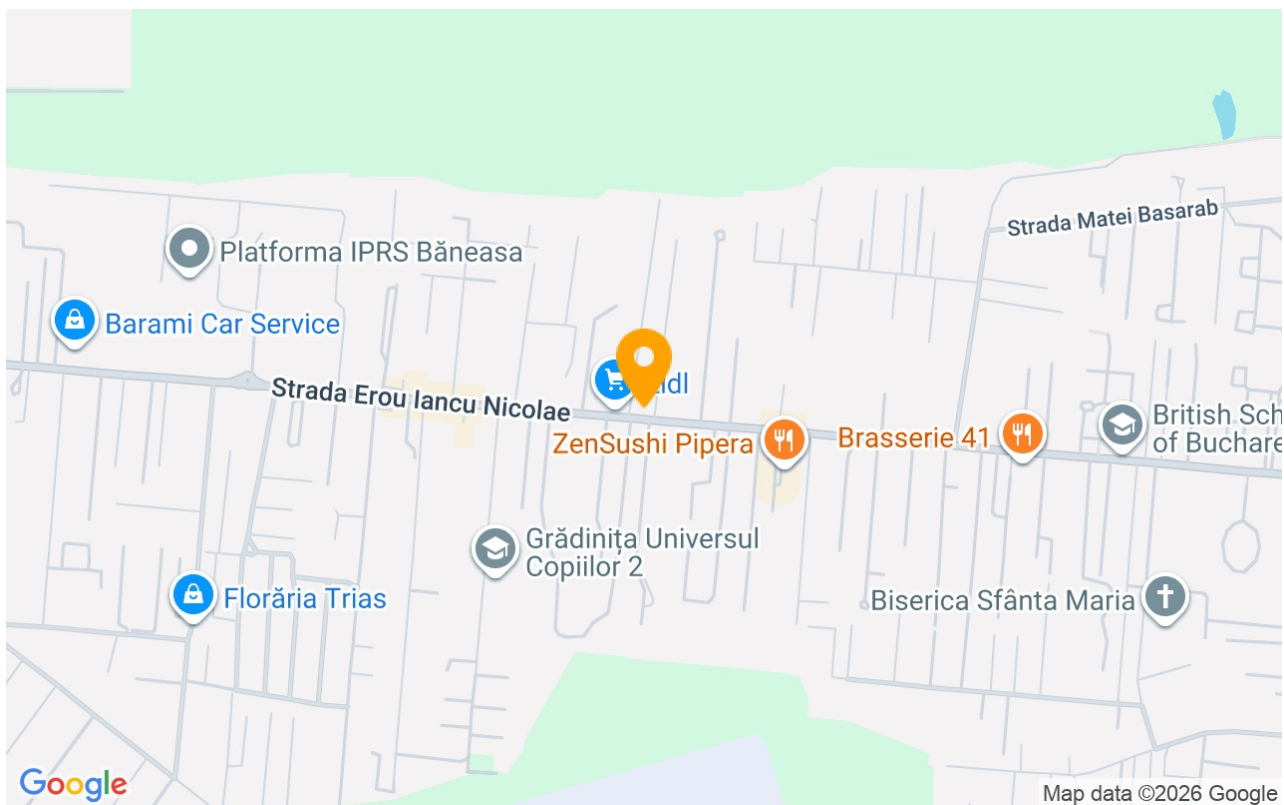 Strada Matei Basarab
Platforma IPRS Băneasa
Barami Car Service
Strada Erou Iancu Nicolae
ZenSushi Pipera
Brasserie 41
British Sch
of Buchare
Grădinița Universul
Copiilor 2
Florăria Trias
Biserica Sfânta Maria
Google
Map data ©2026 Google